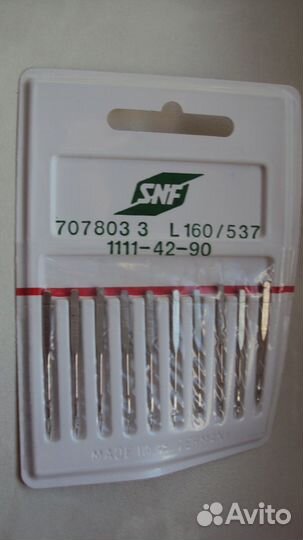 SNF
707803 3 L160/537
1111-42-90
MADE IN GERMANY
Avito